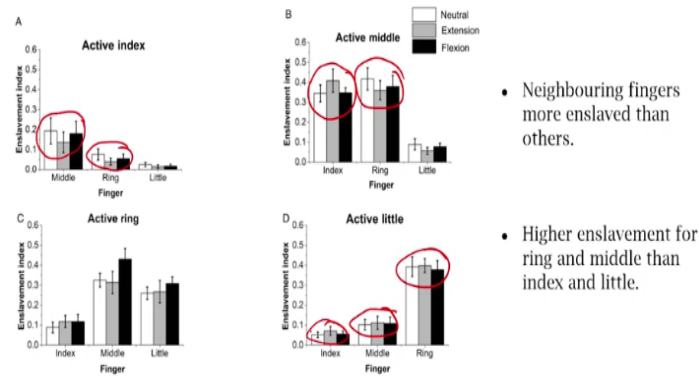 A
Active index
0.6
0.5
0.4
0.3
0.2
0.1
0.0
Enslavement index
Middle Ring Little
Finger
B
Active middle
0.6
0.5
0.4
0.3
0.2
0.1
0.0
Enslavement index
Index Ring Little
Finger
Neutral
Extension
Flexion
• Neighbouring fingers
more enslaved than
others.
C
Active ring
0.6
0.5
0.4
0.3
0.2
0.1
0.0
Enslavement index
Index Middle Little
Finger
D
Active little
0.6
0.5
0.4
0.3
0.2
0.1
0.0
Enslavement index
Index Middle Ring
Finger
• Higher enslavement for
ring and middle than
index and little.